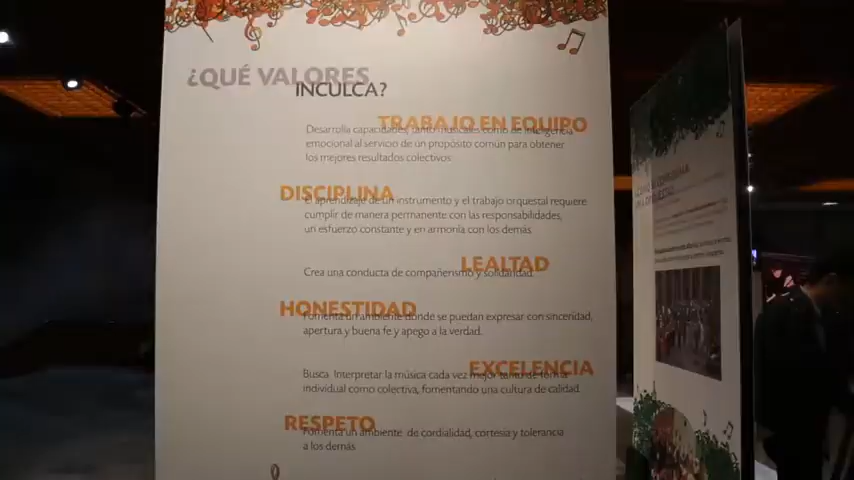 ¿QUÉ VALORES
INCULCA?
TRABAJO EN EQUIPO
Desarrolla capacidades, tanto musicales como de inteligencia
emocional al servicio de un propósito común para obtener
los mejores resultados colectivos
DISCIPLINA
El aprendizaje de un instrumento y el trabajo orquestal requiere
cumplir de manera permanente con las responsabilidades,
un esfuerzo constante y en armonía con los demás
LEALTAD
Crea una conducta de compañerismo y solidaridad.
HONESTIDAD
Fomenta un ambiente donde se puedan expresar con sinceridad,
apertura y buena fe y apego a la verdad.
EXCELENCIA
Busca Interpretar la música cada vez mejor tanto de forma
individual como colectiva, fomentando una cultura de calidad.
RESPETO
Fomenta un ambiente de cordialidad, cortesía y tolerancia
a los demás